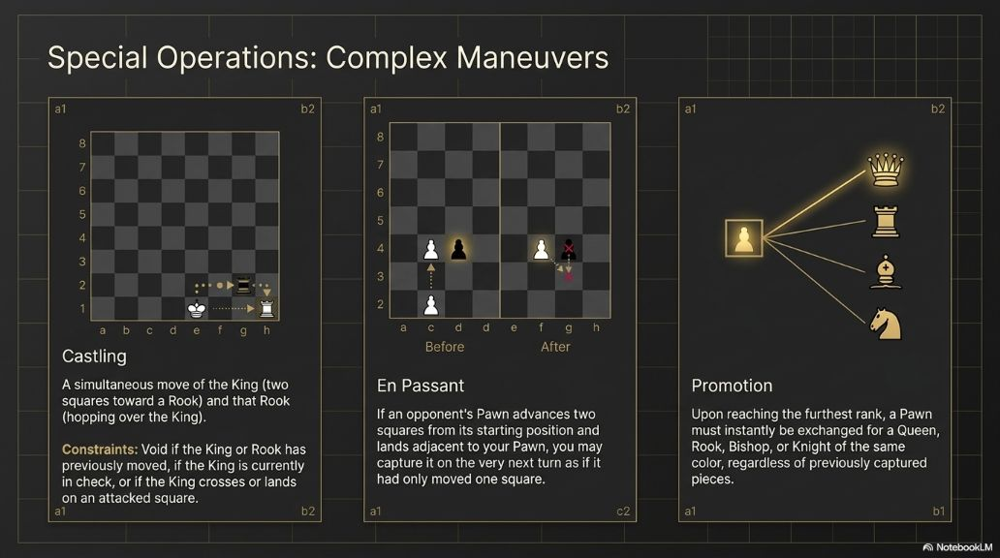 Special Operations: Complex Maneuvers
a1 b2
8
7
6
5
4
3
2
1
a b c d e f g h
Castling
A simultaneous move of the King (two
squares toward a Rook) and that Rook
(hopping over the King).
Constraints: Void if the King or Rook has
previously moved, if the King is currently
in check, or if the King crosses or lands
on an attacked square.
a1 b2
a1 b2
8
7
6
5
4
3
2
a c d d e f g h
Before After
En Passant
If an opponent's Pawn advances two
squares from its starting position and
lands adjacent to your Pawn, you may
capture it on the very next turn as if it
had only moved one square.
a1 c2
a1 b2
Promotion
Upon reaching the furthest rank, a Pawn
must instantly be exchanged for a Queen,
Rook, Bishop, or Knight of the same
color, regardless of previously captured
pieces.
a1 b1
NotebookLM